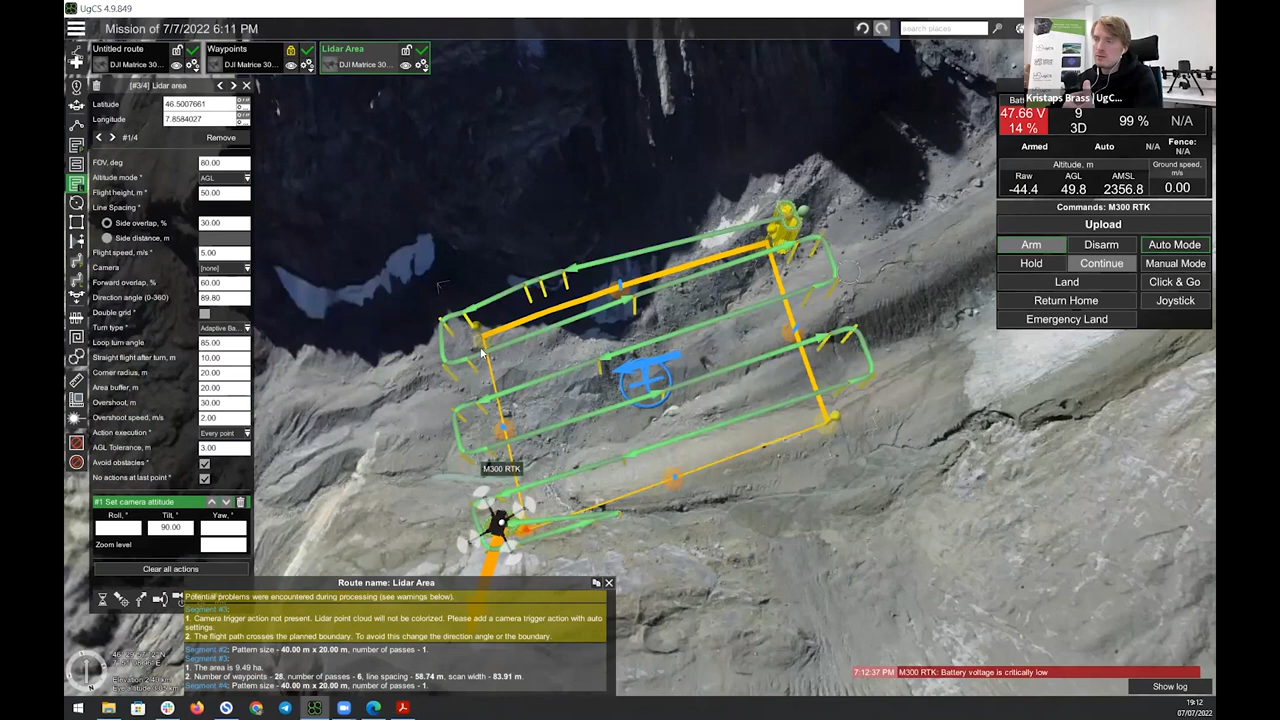 UgCS 4.9.849
Mission of 7/7/2022 6:11 PM
search places
Untitled route
DJI Matrice 30...
Waypoints
DJI Matrice 30...
Lidar Area
DJI Matrice 30...
[#3/4] Lidar area
Latitude 46.5007661
Longitude 7.8584027
#1/4 Remove
FOV, deg 60.00
Altitude mode * AGL
Flight height, m * 50.00
Line Spacing *
Side overlap, % 30.00
Side distance, m
Flight speed, m/s * 5.00
Camera [none]
Forward overlap, % 60.00
Direction angle (0-360) 89.80
Double grid *
Turn type * Adaptive Ba...
Loop turn angle 85.00
Straight flight after turn, m 10.00
Corner radius, m 20.00
Area buffer, m 20.00
Overshoot, m 30.00
Overshoot speed, m/s 2.00
Action execution * Every point
AGL Tolerance, m 3.00
Avoid obstacles *
No actions at last point *
#1 Set camera attitude
Roll, ° Tilt, ° Yaw, °
90.00
Zoom level
Clear all actions
Kristaps Brass | UgC...
47.66 V 9 99 % N/A
14 % 3D
Armed Auto N/A Fence: N/A
Altitude, m Ground speed, m/s
Raw AGL AMSL
-44.4 49.8 2356.8 0.00
Commands: M300 RTK
Upload
Arm Disarm Auto Mode
Hold Continue Manual Mode
Land Click & Go
Return Home Joystick
Emergency Land
M300 RTK
Route name: Lidar Area
Potential problems were encountered during processing (see warnings below).
Segment #3:
1. Camera trigger action not present. Lidar point cloud will not be colorized. Please add a camera trigger action with auto
settings.
2. The flight path crosses the planned boundary. To avoid this change the direction angle or the boundary.
Segment #2: Pattern size - 40.00 m x 20.00 m, number of passes - 1.
Segment #3:
1. The area is 9.49 ha.
2. Number of waypoints - 28, number of passes - 6, line spacing - 58.74 m, scan width - 83.91 m.
Segment #4: Pattern size - 40.00 m x 20.00 m, number of passes - 1.
7:12:37 PM M300 RTK: Battery voltage is critically low
Show log
19:12
07/07/2022